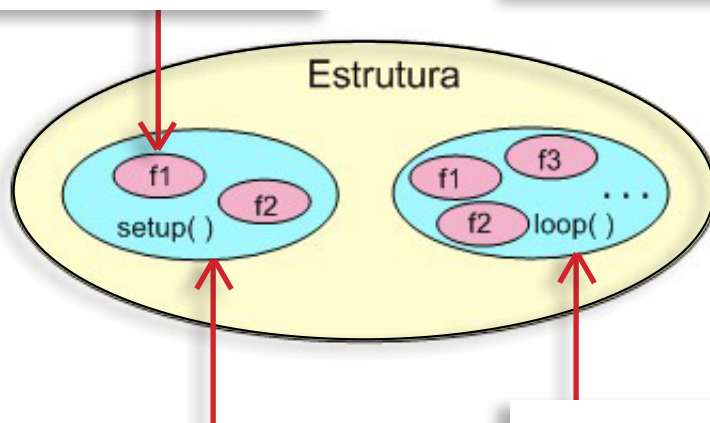 Estrutura
f1
f2
setup( )
f1
f3
. . .
f2
loop( )